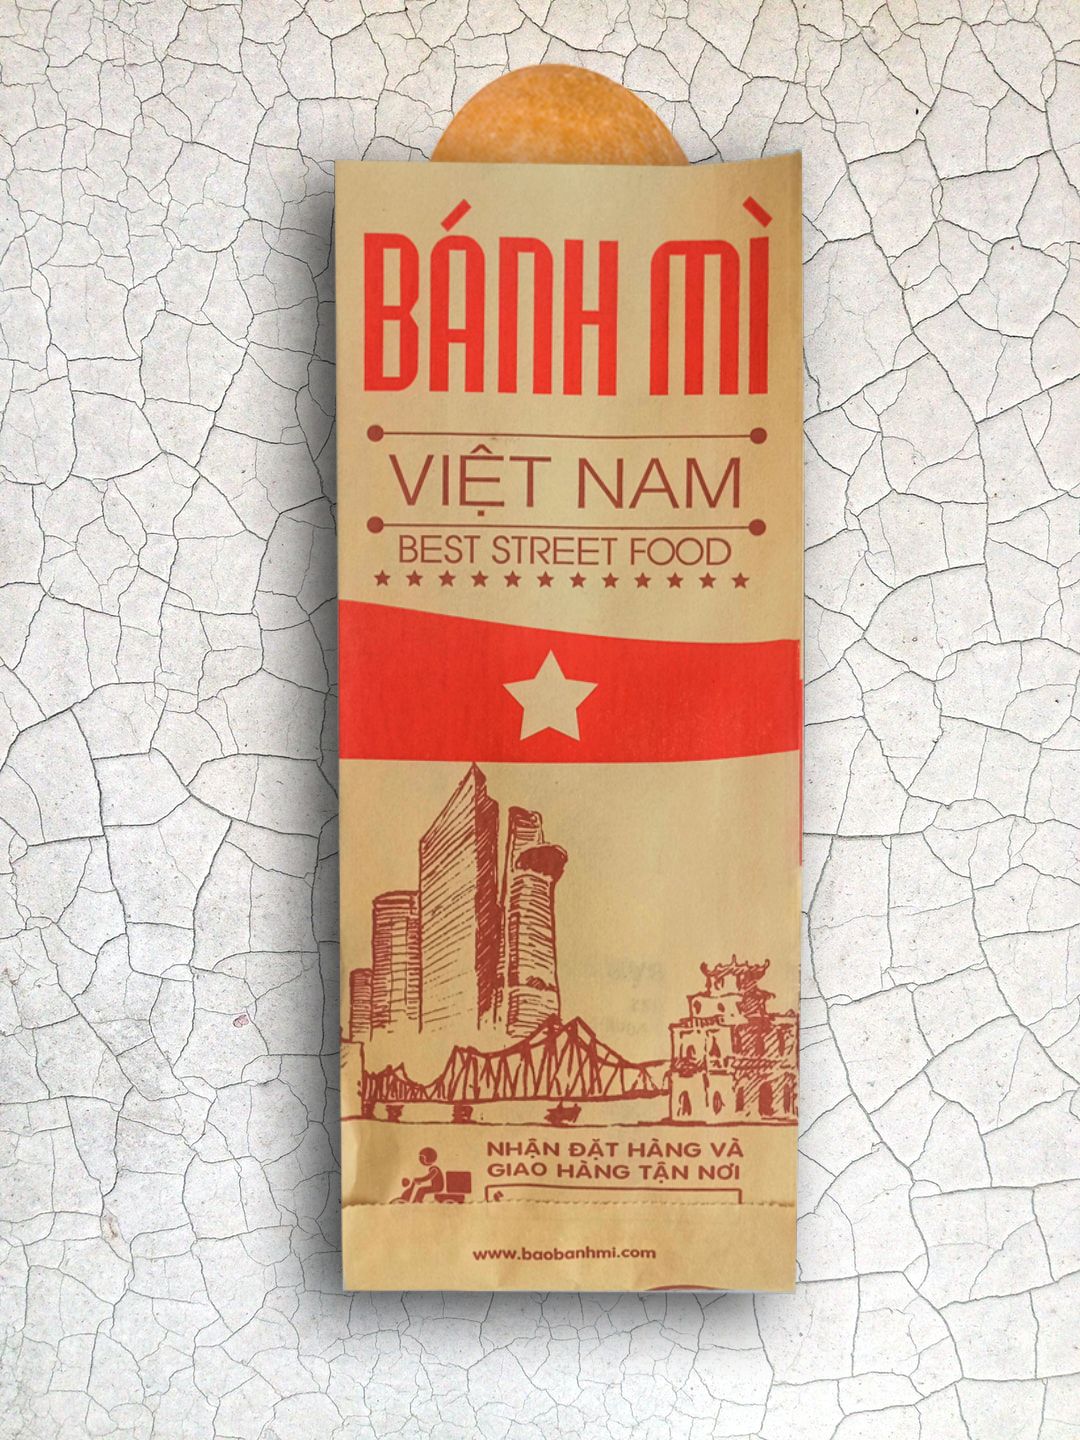 BÁNH MÌ
VIỆT NAM
BEST STREET FOOD
NHẬN ĐẶT HÀNG VÀ
GIAO HÀNG TẬN NƠI
www.baobanhmi.com